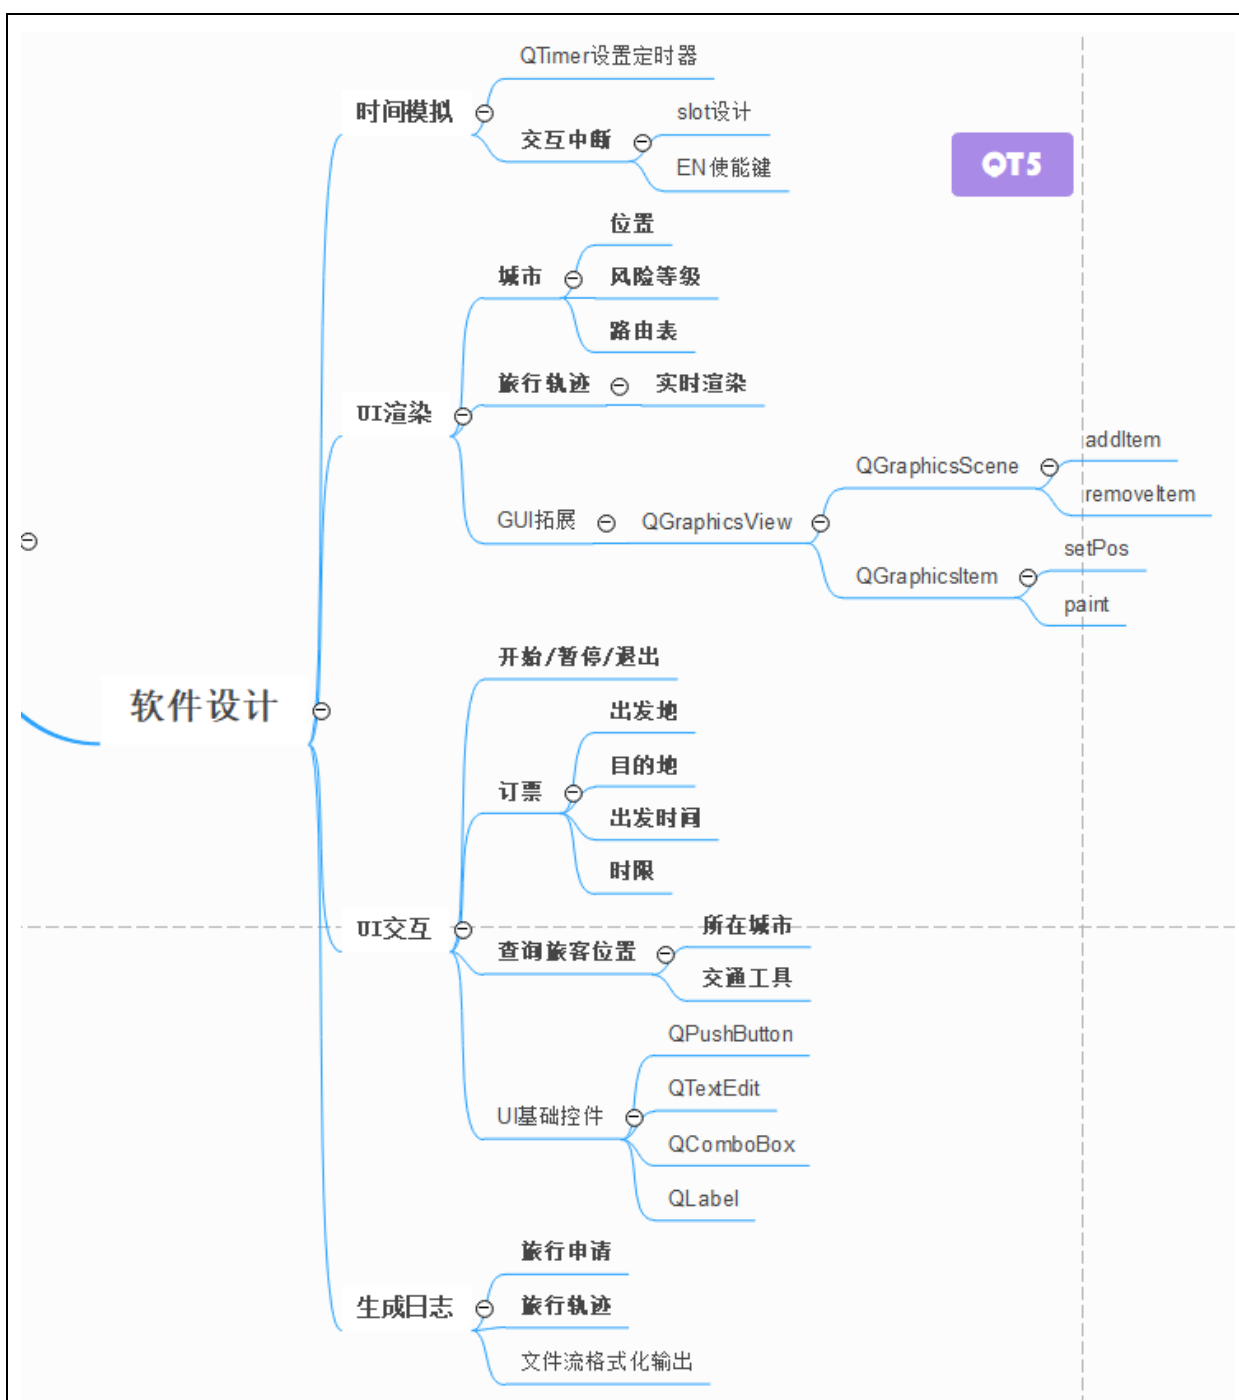 QTimer设置定时器
时间模拟
slot设计
交互中断
EN使能键
QT5
位置
城市
风险等级
路由表
旅行轨迹
实时渲染
UI渲染
addItem
QGraphicsScene
removeItem
GUI拓展
QGraphicsView
setPos
QGraphicsItem
paint
开始/暂停/退出
软件设计
出发地
目的地
订票
出发时间
时限
UI交互
所在城市
查询旅客位置
交通工具
QPushButton
QTextEdit
UI基础控件
QComboBox
QLabel
旅行申请
生成日志
旅行轨迹
文件流格式化输出